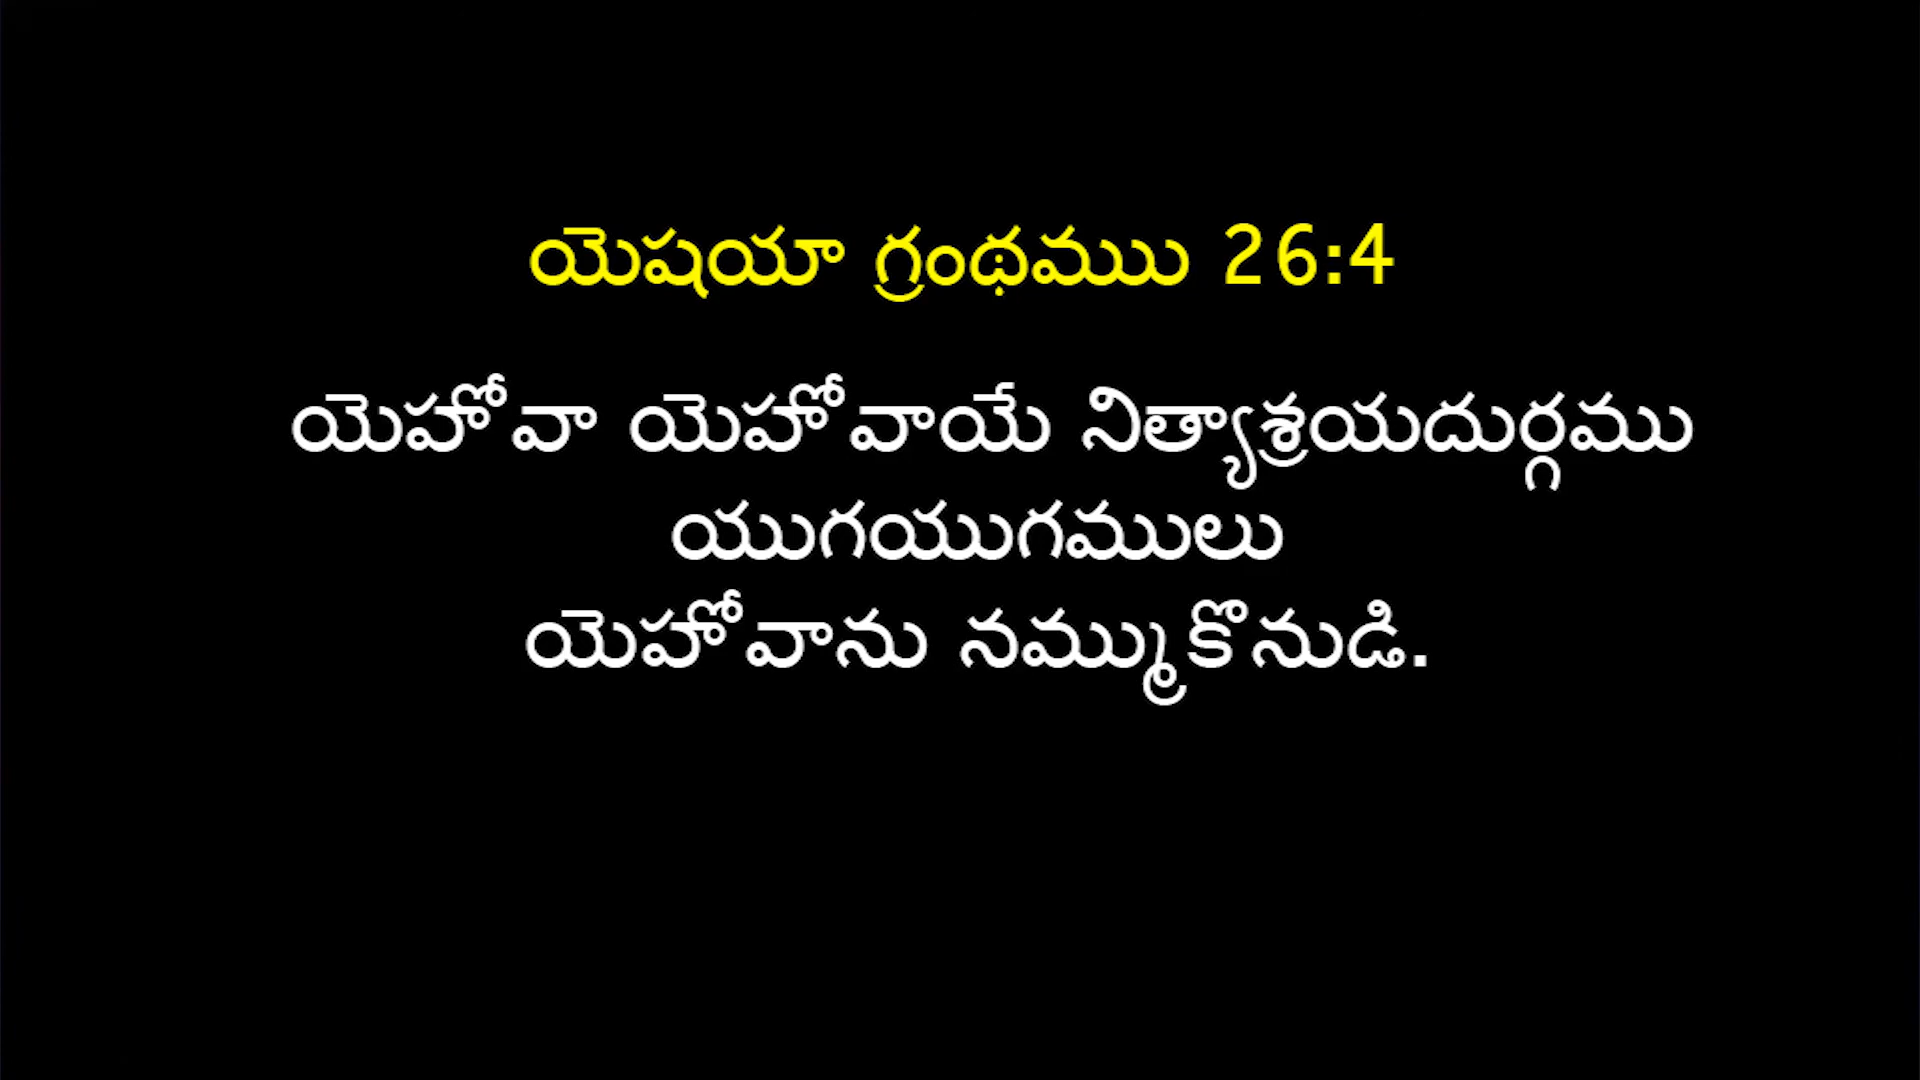 యెషయా గ్రంథము 26:4
యెహోవా యెహోవాయే నిత్యాశ్రయదుర్గము
యుగయుగములు
యెహోవాను నమ్ముకొనుడి.